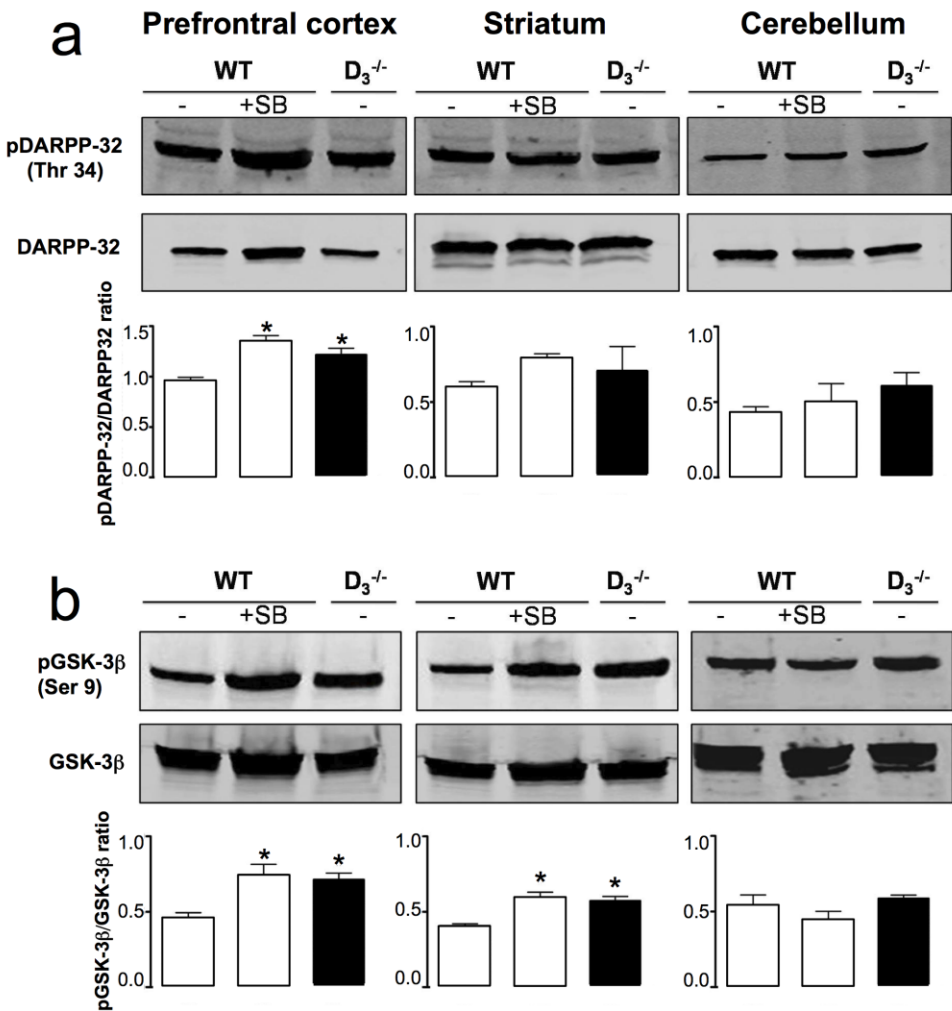 a
Prefrontal cortex Striatum Cerebellum
WT D₃⁻/⁻ WT D₃⁻/⁻ WT D₃⁻/⁻
- +SB - - +SB - - +SB -
pDARPP-32
(Thr 34)
DARPP-32
pDARPP-32/DARPP32 ratio
1.5 1.0 0.5 0.0
* *
1.0 0.5 0.0
1.0 0.5 0.0
b
WT D₃⁻/⁻ WT D₃⁻/⁻ WT D₃⁻/⁻
- +SB - - +SB - - +SB -
pGSK-3β
(Ser 9)
GSK-3β
pGSK-3β/GSK-3β ratio
1.0 0.5 0.0
* *
1.0 0.5 0.0
* *
1.0 0.5 0.0